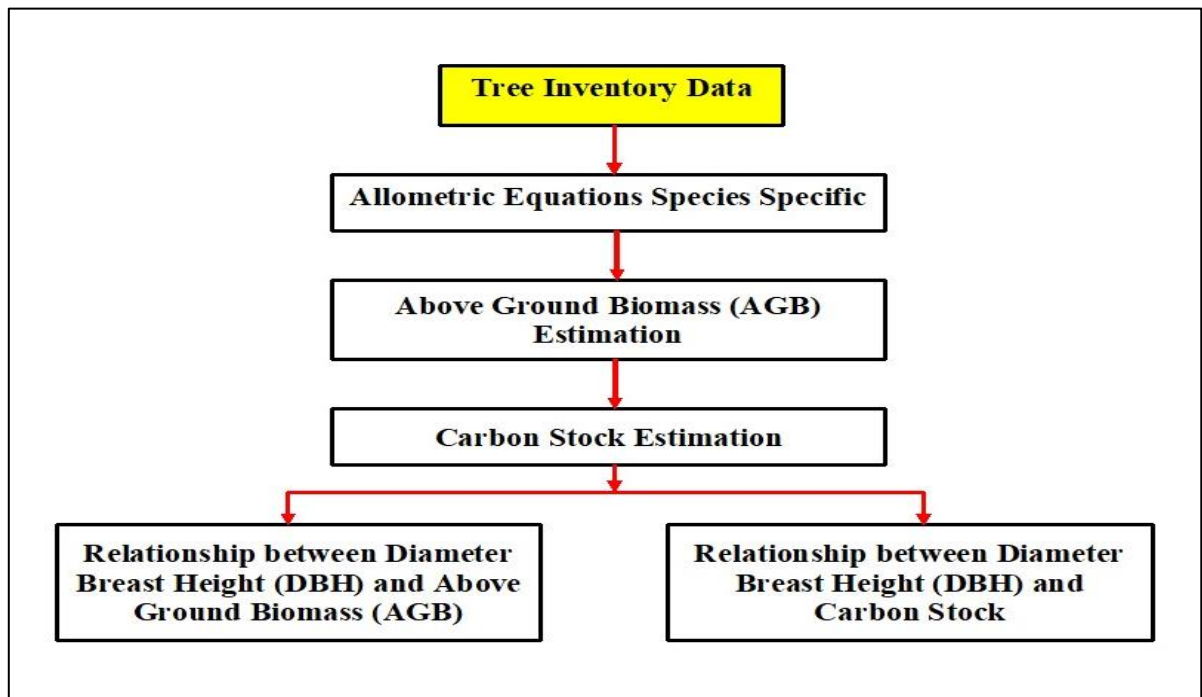 Tree Inventory Data
Allometric Equations Species Specific
Above Ground Biomass (AGB)
Estimation
Carbon Stock Estimation
Relationship between Diameter
Breast Height (DBH) and Above
Ground Biomass (AGB)
Relationship between Diameter
Breast Height (DBH) and
Carbon Stock